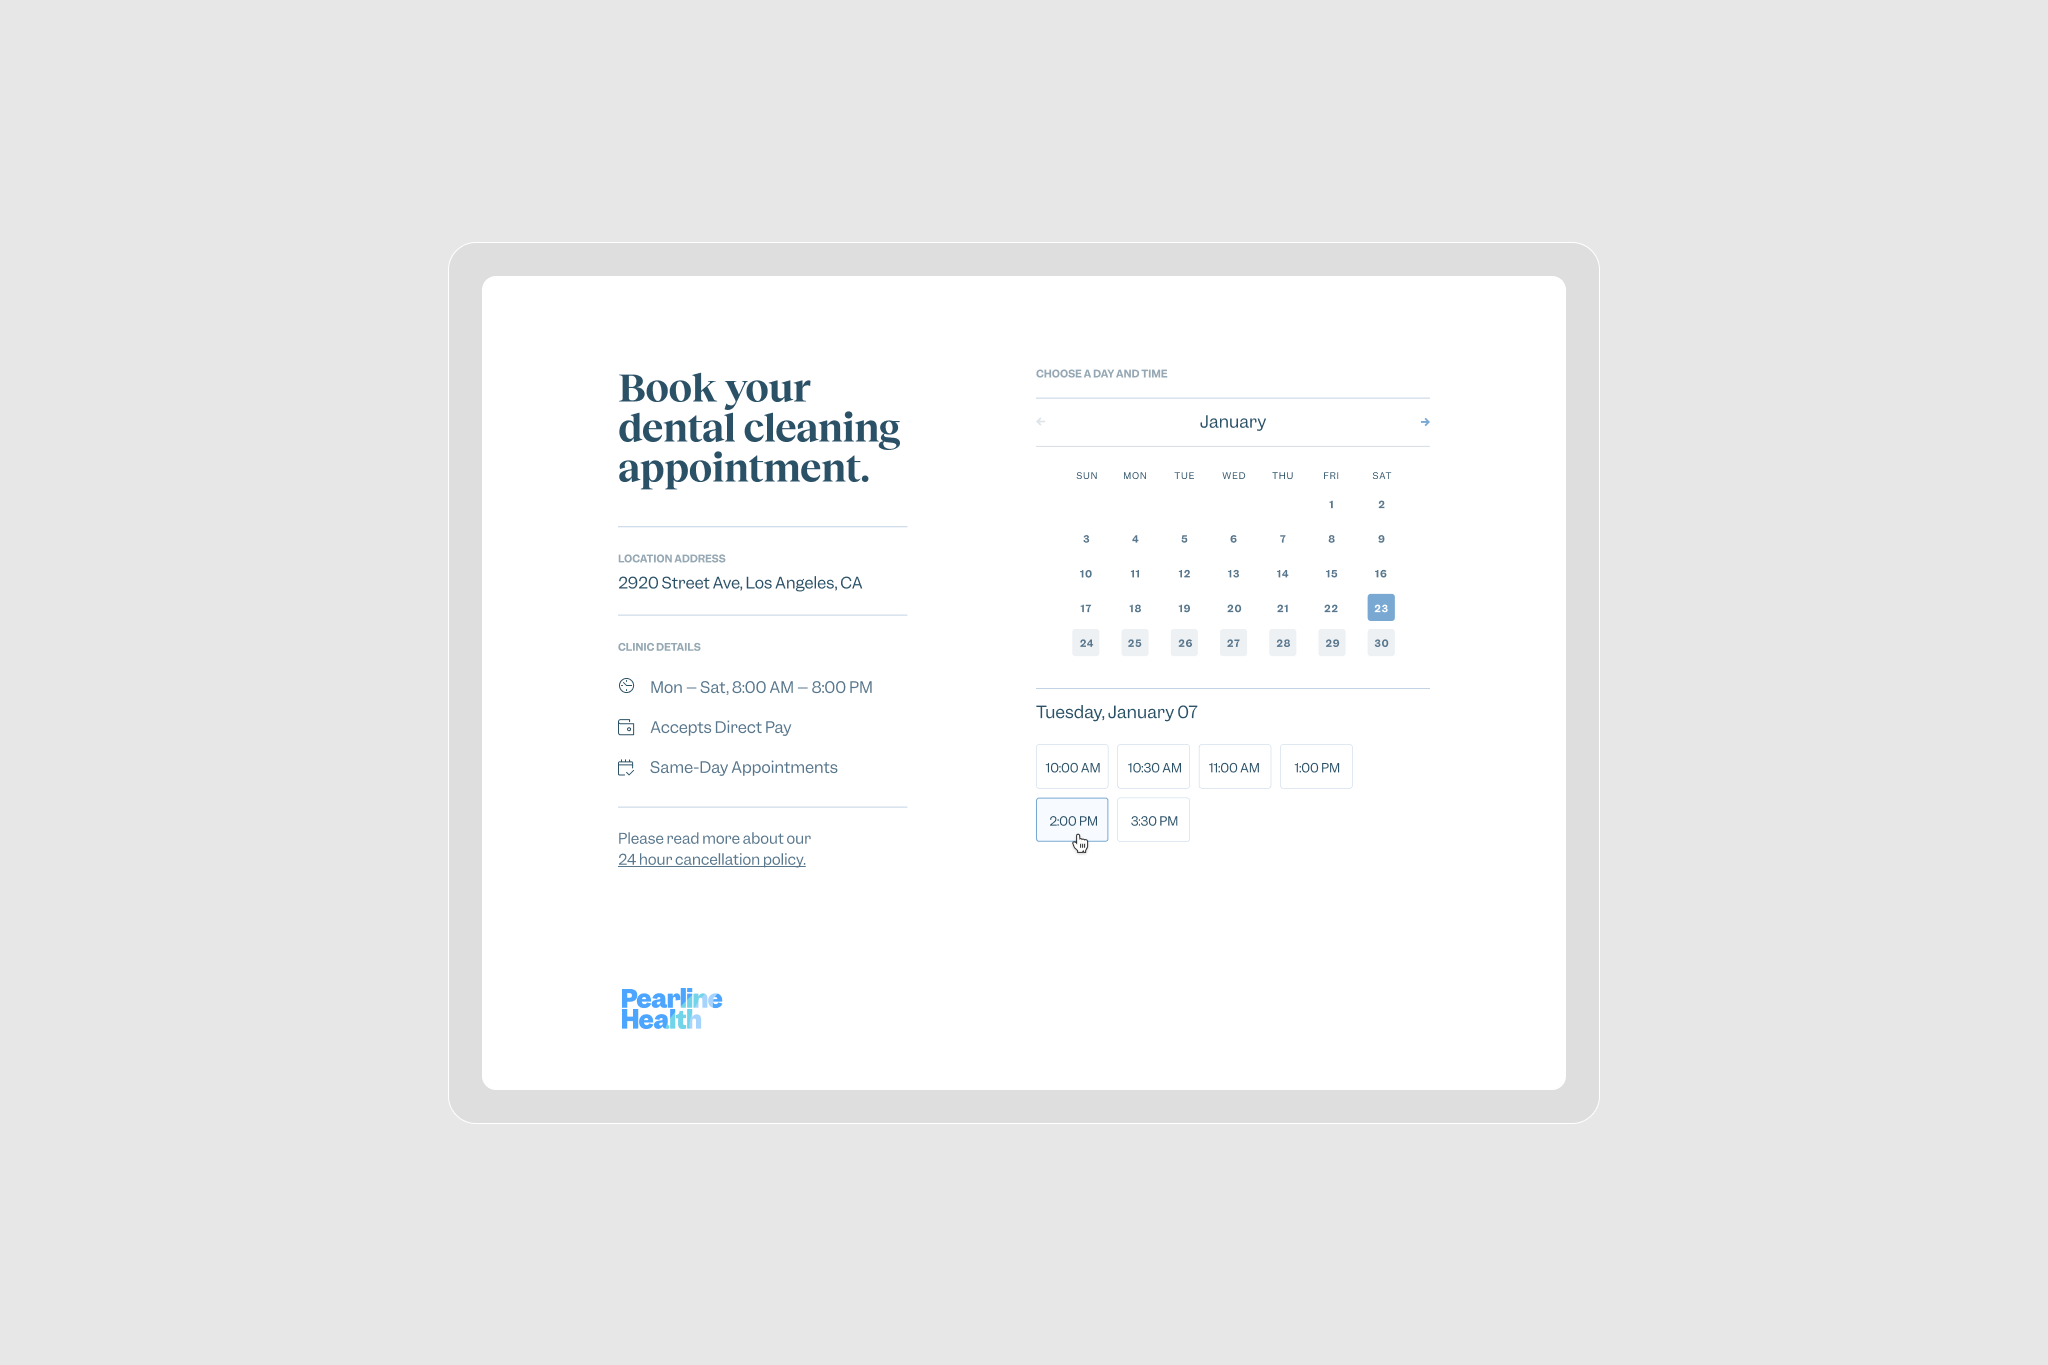 Book your
dental cleaning
appointment.
LOCATION ADDRESS
2920 Street Ave, Los Angeles, CA
CLINIC DETAILS
Mon – Sat, 8:00 AM – 8:00 PM
Accepts Direct Pay
Same-Day Appointments
Please read more about our
24 hour cancellation policy.
Pearline
Health
CHOOSE A DAY AND TIME
January
SUN MON TUE WED THU FRI SAT
1 2
3 4 5 6 7 8 9
10 11 12 13 14 15 16
17 18 19 20 21 22 23
24 25 26 27 28 29 30
Tuesday, January 07
10:00 AM 10:30 AM 11:00 AM 1:00 PM
2:00 PM 3:30 PM